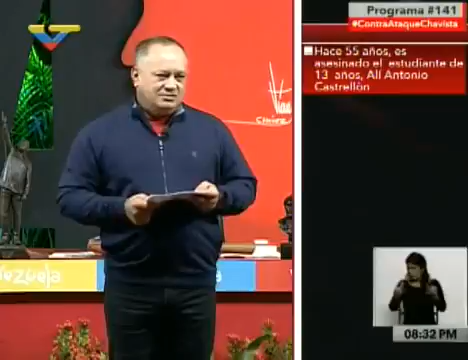 Programa #141
#ContraAtaqueChavista
Hace 55 años, es
asesinado el estudiante de
13 años, Alí Antonio
Castrellón
nezuela
08:32 PM